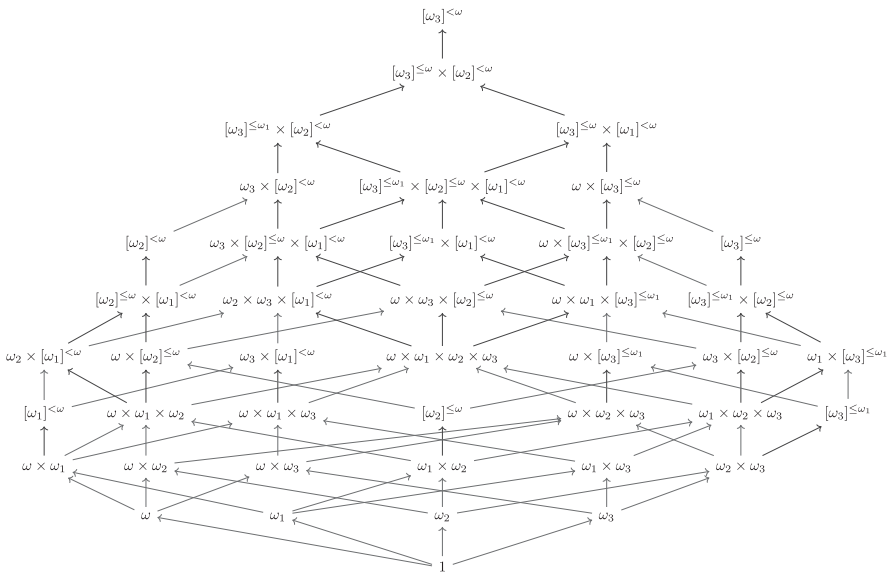 [ω₃]^{<ω}
[ω₃]^{≤ω} × [ω₂]^{<ω}
[ω₃]^{≤ω₁} × [ω₂]^{<ω} [ω₃]^{≤ω} × [ω₁]^{<ω}
ω₃ × [ω₂]^{<ω} [ω₃]^{≤ω₁} × [ω₂]^{≤ω} × [ω₁]^{<ω} ω × [ω₃]^{≤ω}
[ω₂]^{<ω} ω₃ × [ω₂]^{≤ω} × [ω₁]^{<ω} [ω₃]^{≤ω₁} × [ω₁]^{<ω} ω × [ω₃]^{≤ω₁} × [ω₂]^{≤ω} [ω₃]^{≤ω}
[ω₂]^{≤ω} × [ω₁]^{<ω} ω₂ × ω₃ × [ω₁]^{<ω} ω × ω₃ × [ω₂]^{≤ω} ω × ω₁ × [ω₃]^{≤ω₁} [ω₃]^{≤ω₁} × [ω₂]^{≤ω}
ω₂ × [ω₁]^{<ω} ω × [ω₂]^{≤ω} ω₃ × [ω₁]^{<ω} ω × ω₁ × ω₂ × ω₃ ω × [ω₃]^{≤ω₁} ω₃ × [ω₂]^{≤ω} ω₁ × [ω₃]^{≤ω₁}
[ω₁]^{<ω} ω × ω₁ × ω₂ ω × ω₁ × ω₃ [ω₂]^{≤ω} ω × ω₂ × ω₃ ω₁ × ω₂ × ω₃ [ω₃]^{≤ω₁}
ω × ω₁ ω × ω₂ ω × ω₃ ω₁ × ω₂ ω₁ × ω₃ ω₂ × ω₃
ω ω₁ ω₂ ω₃
1